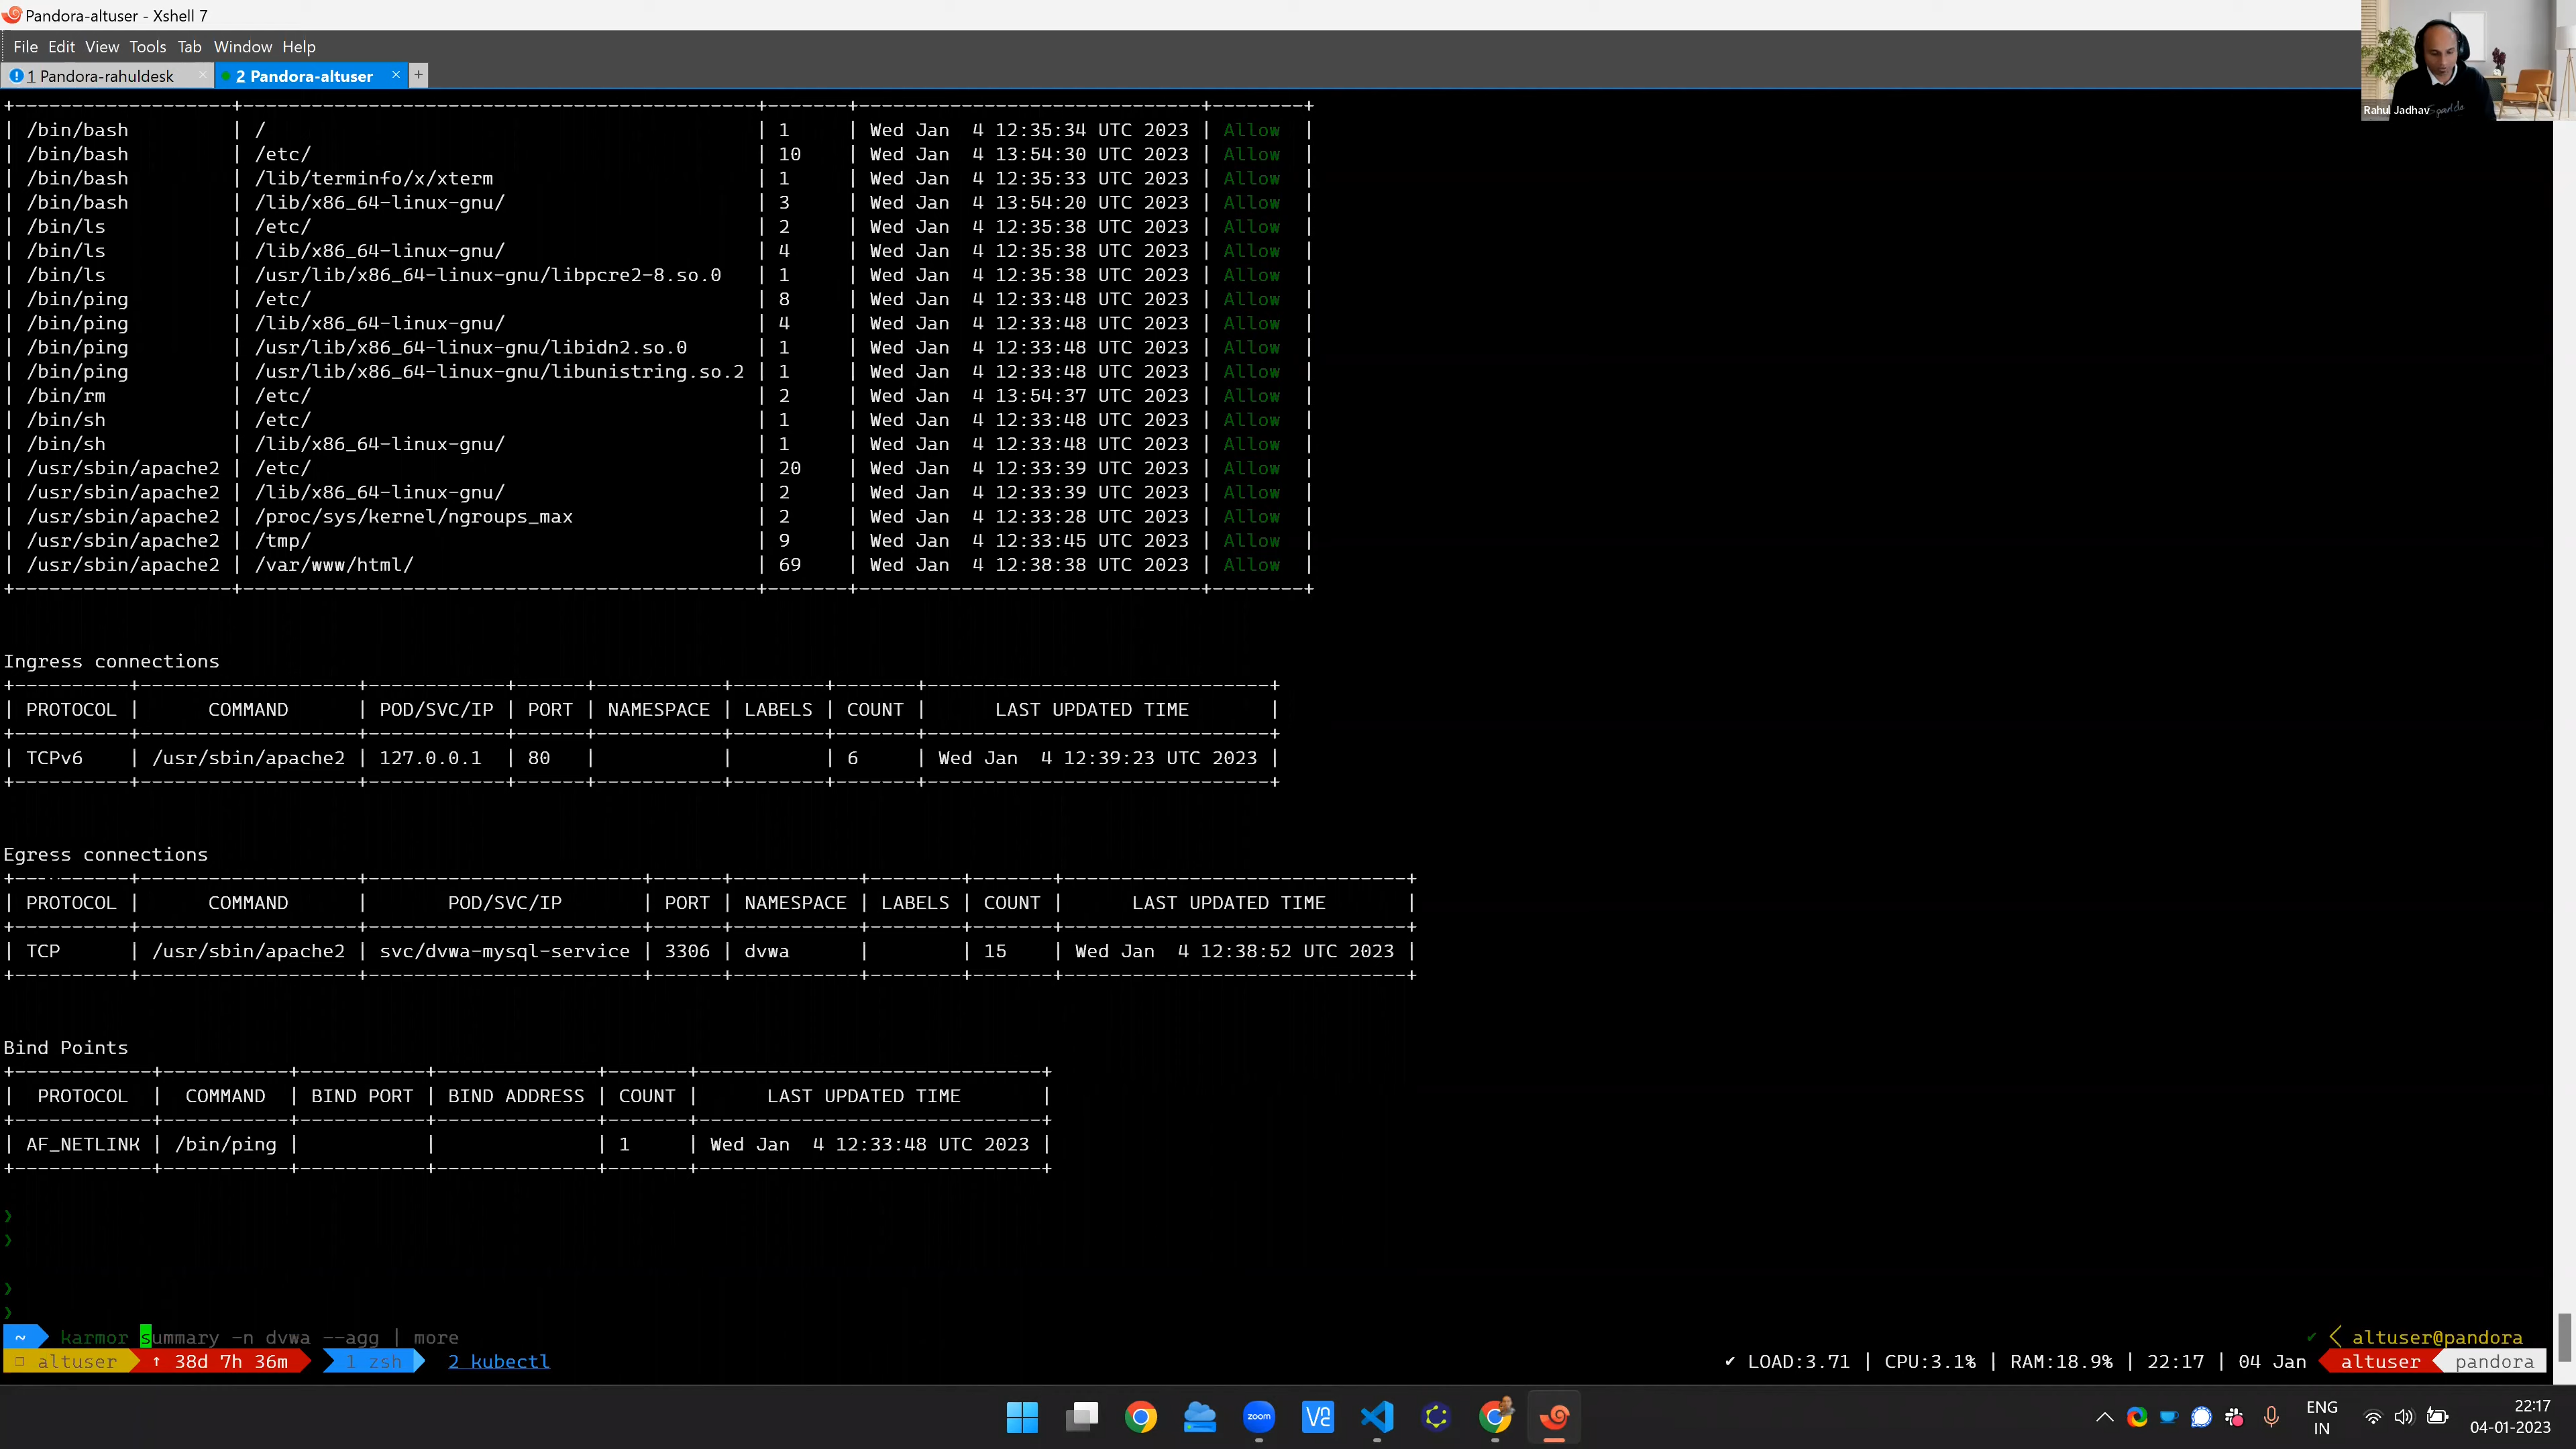 Pandora-altuser - Xshell 7
File Edit View Tools Tab Window Help
1 Pandora-rahuldesk × 2 Pandora-altuser × +
Rahul Jadhav
+--------------------+---------------------------------------------+-------+------------------------------+--------+
| /bin/bash | / | 1 | Wed Jan 4 12:35:34 UTC 2023 | Allow |
| /bin/bash | /etc/ | 10 | Wed Jan 4 13:54:30 UTC 2023 | Allow |
| /bin/bash | /lib/terminfo/x/xterm | 1 | Wed Jan 4 12:35:33 UTC 2023 | Allow |
| /bin/bash | /lib/x86_64-linux-gnu/ | 3 | Wed Jan 4 13:54:20 UTC 2023 | Allow |
| /bin/ls | /etc/ | 2 | Wed Jan 4 12:35:38 UTC 2023 | Allow |
| /bin/ls | /lib/x86_64-linux-gnu/ | 4 | Wed Jan 4 12:35:38 UTC 2023 | Allow |
| /bin/ls | /usr/lib/x86_64-linux-gnu/libpcre2-8.so.0 | 1 | Wed Jan 4 12:35:38 UTC 2023 | Allow |
| /bin/ping | /etc/ | 8 | Wed Jan 4 12:33:48 UTC 2023 | Allow |
| /bin/ping | /lib/x86_64-linux-gnu/ | 4 | Wed Jan 4 12:33:48 UTC 2023 | Allow |
| /bin/ping | /usr/lib/x86_64-linux-gnu/libidn2.so.0 | 1 | Wed Jan 4 12:33:48 UTC 2023 | Allow |
| /bin/ping | /usr/lib/x86_64-linux-gnu/libunistring.so.2 | 1 | Wed Jan 4 12:33:48 UTC 2023 | Allow |
| /bin/rm | /etc/ | 2 | Wed Jan 4 13:54:37 UTC 2023 | Allow |
| /bin/sh | /etc/ | 1 | Wed Jan 4 12:33:48 UTC 2023 | Allow |
| /bin/sh | /lib/x86_64-linux-gnu/ | 1 | Wed Jan 4 12:33:48 UTC 2023 | Allow |
| /usr/sbin/apache2 | /etc/ | 20 | Wed Jan 4 12:33:39 UTC 2023 | Allow |
| /usr/sbin/apache2 | /lib/x86_64-linux-gnu/ | 2 | Wed Jan 4 12:33:39 UTC 2023 | Allow |
| /usr/sbin/apache2 | /proc/sys/kernel/ngroups_max | 2 | Wed Jan 4 12:33:28 UTC 2023 | Allow |
| /usr/sbin/apache2 | /tmp/ | 9 | Wed Jan 4 12:33:45 UTC 2023 | Allow |
| /usr/sbin/apache2 | /var/www/html/ | 69 | Wed Jan 4 12:38:38 UTC 2023 | Allow |
Ingress connections
| PROTOCOL | COMMAND | POD/SVC/IP | PORT | NAMESPACE | LABELS | COUNT | LAST UPDATED TIME |
| TCPv6 | /usr/sbin/apache2 | 127.0.0.1 | 80 | | | 6 | Wed Jan 4 12:39:23 UTC 2023 |
Egress connections
| PROTOCOL | COMMAND | POD/SVC/IP | PORT | NAMESPACE | LABELS | COUNT | LAST UPDATED TIME |
| TCP | /usr/sbin/apache2 | svc/dvwa-mysql-service | 3306 | dvwa | | 15 | Wed Jan 4 12:38:52 UTC 2023 |
Bind Points
| PROTOCOL | COMMAND | BIND PORT | BIND ADDRESS | COUNT | LAST UPDATED TIME |
| AF_NETLINK | /bin/ping | | | 1 | Wed Jan 4 12:33:48 UTC 2023 |
❯
❯
❯
❯
~ karmor summary -n dvwa --agg | more ✔ altuser@pandora
altuser ↑ 38d 7h 36m 1 zsh 2 kubectl ✔ LOAD:3.71 | CPU:3.1% | RAM:18.9% | 22:17 | 04 Jan altuser pandora
zoom
ENG
IN
22:17
04-01-2023